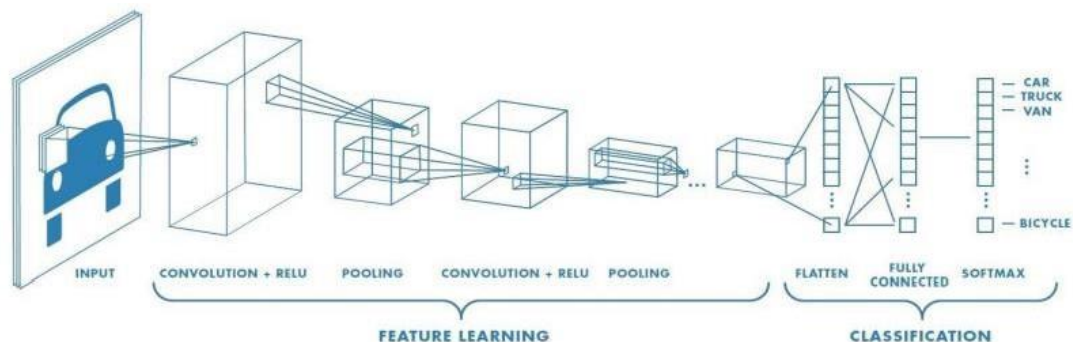 CAR
TRUCK
VAN
BICYCLE
INPUT
CONVOLUTION + RELU
POOLING
CONVOLUTION + RELU
POOLING
FLATTEN
FULLY
CONNECTED
SOFTMAX
FEATURE LEARNING
CLASSIFICATION